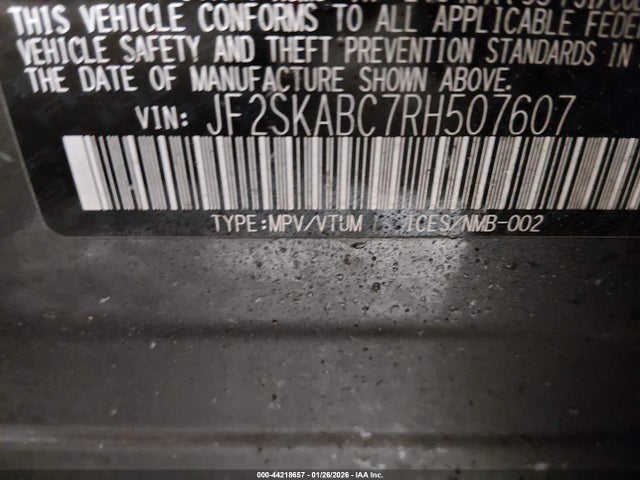 THIS VEHICLE CONFORMS TO ALL APPLICABLE FEDE
VEHICLE SAFETY AND THEFT PREVENTION STANDARDS IN
THE DATE OF MANUFACTURE SHOWN ABOVE.
VIN: JF2SKABC7RH507607
TYPE:MPV/VTUM ICES/NMB-002
000-44218657 - 01/26/2026 - IAA Inc.